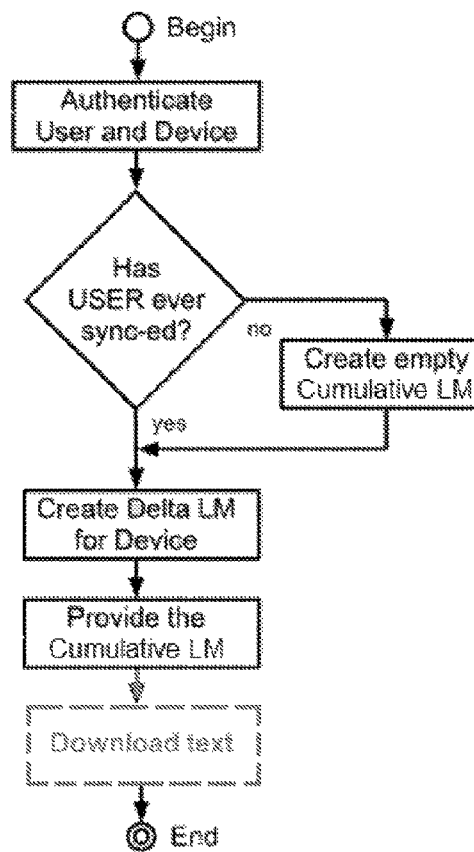 Begin
Authenticate
User and Device
Has
USER ever
sync-ed?
no
Create empty
Cumulative LM
yes
Create Delta LM
for Device
Provide the
Cumulative LM
Download text
End